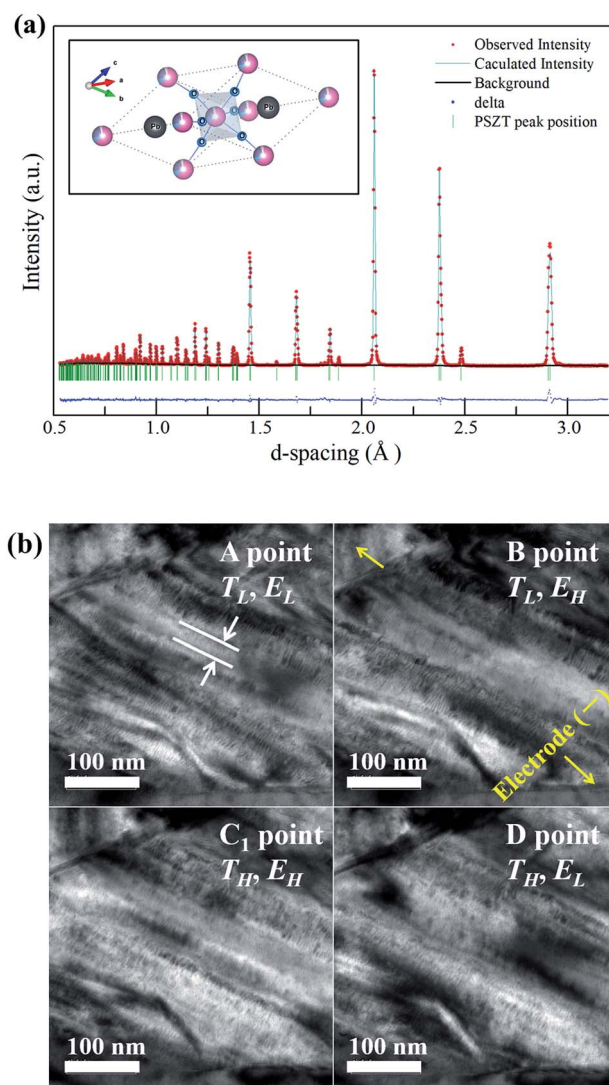 (a)
Observed Intensity
Caculated Intensity
Background
delta
PSZT peak position
c
a
b
Pb
Pb
Intensity (a.u.)
0.5 1.0 1.5 2.0 2.5 3.0
d-spacing (Å )
(b)
A point
T_L, E_L
100 nm
B point
T_L, E_H
Electrode (−)
100 nm
C₁ point
T_H, E_H
100 nm
D point
T_H, E_L
100 nm